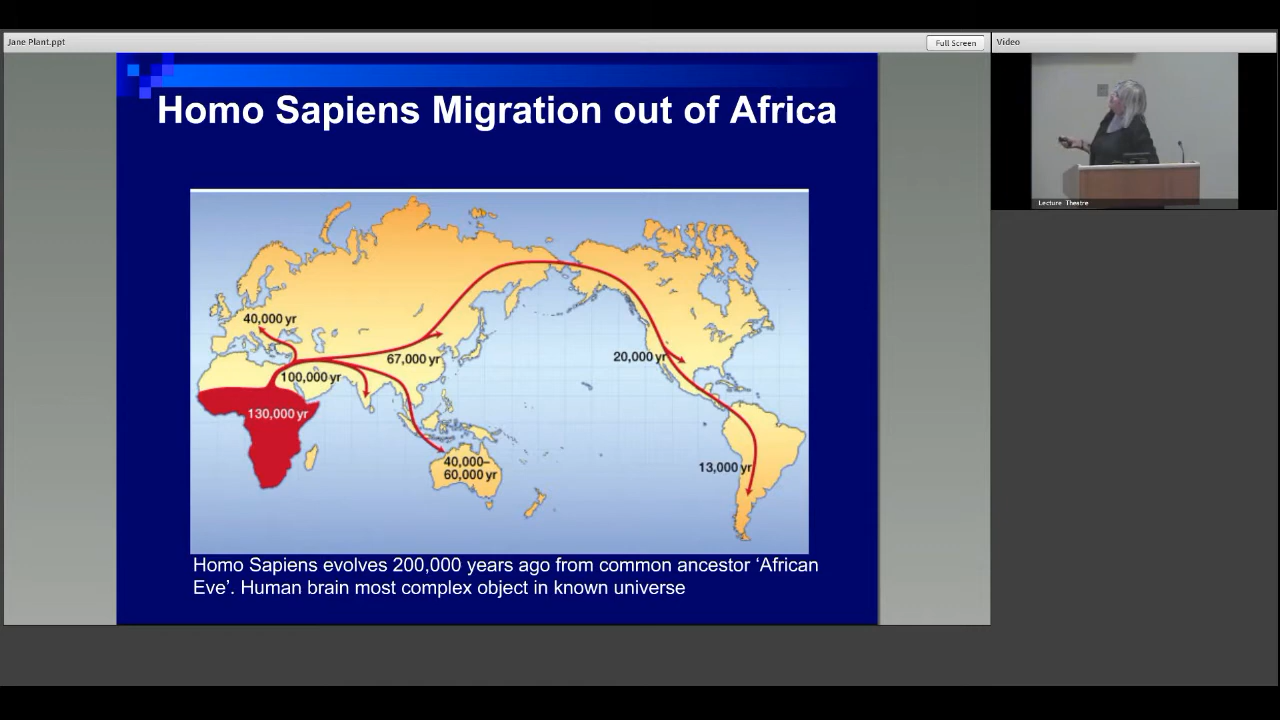 Jane Plant.ppt
Full Screen
Video
Homo Sapiens Migration out of Africa
Lecture Theatre
40,000 yr
67,000 yr
20,000 yr
100,000 yr
130,000 yr
40,000–
60,000 yr
13,000 yr
Homo Sapiens evolves 200,000 years ago from common ancestor ‘African
Eve’. Human brain most complex object in known universe